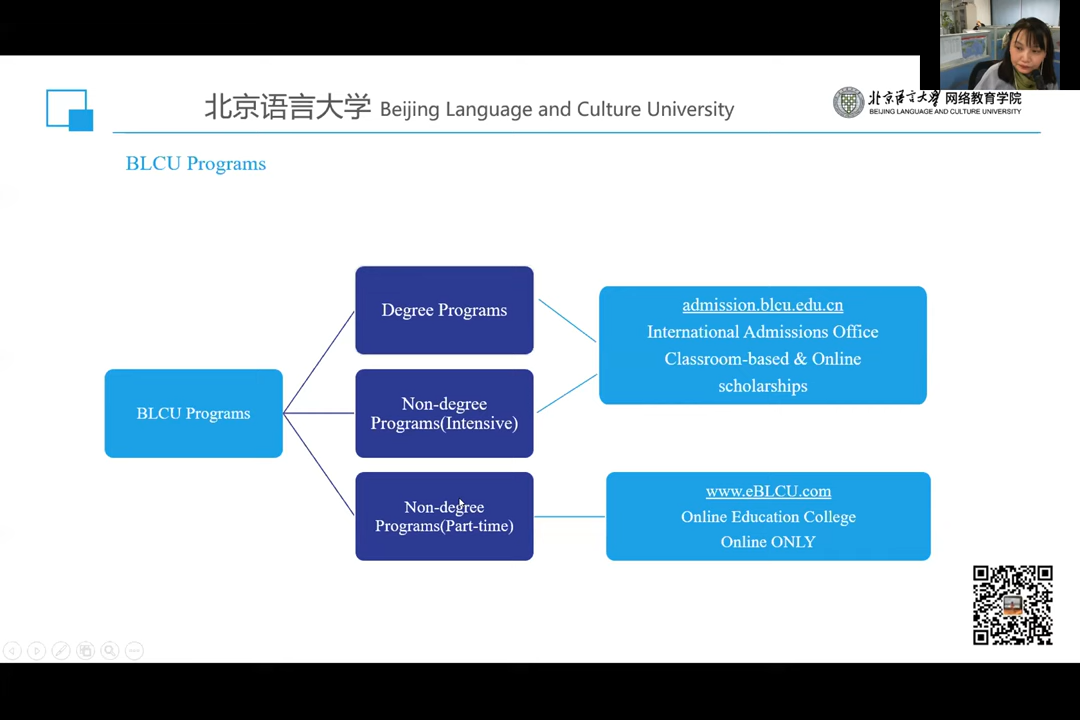 北京语言大学 Beijing Language and Culture University
北京语言大学 网络教育学院
BEIJING LANGUAGE AND CULTURE UNIVERSITY
BLCU Programs
BLCU Programs
Degree Programs
Non-degree
Programs(Intensive)
Non-degree
Programs(Part-time)
admission.blcu.edu.cn
International Admissions Office
Classroom-based & Online
scholarships
www.eBLCU.com
Online Education College
Online ONLY